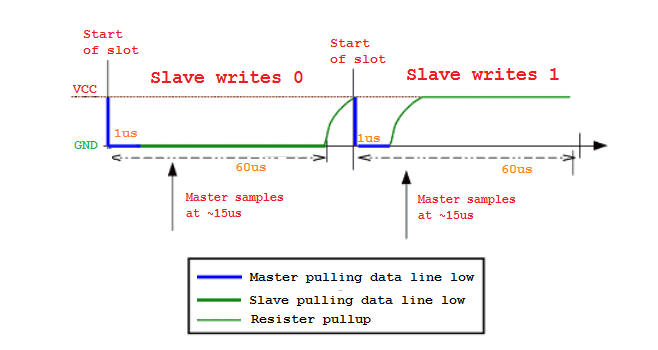 Start
of slot
Start
of slot
Slave writes 0
Slave writes 1
VCC
1us
1us
GND
60us
60us
Master samples
at ~15us
Master samples
at ~15us
Master pulling data line low
Slave pulling data line low
Resister pullup